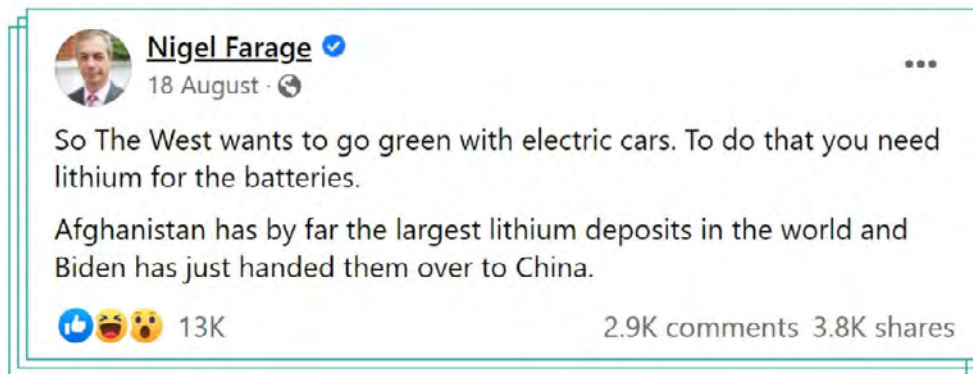 Nigel Farage
18 August ·
So The West wants to go green with electric cars. To do that you need
lithium for the batteries.
Afghanistan has by far the largest lithium deposits in the world and
Biden has just handed them over to China.
13K 2.9K comments 3.8K shares